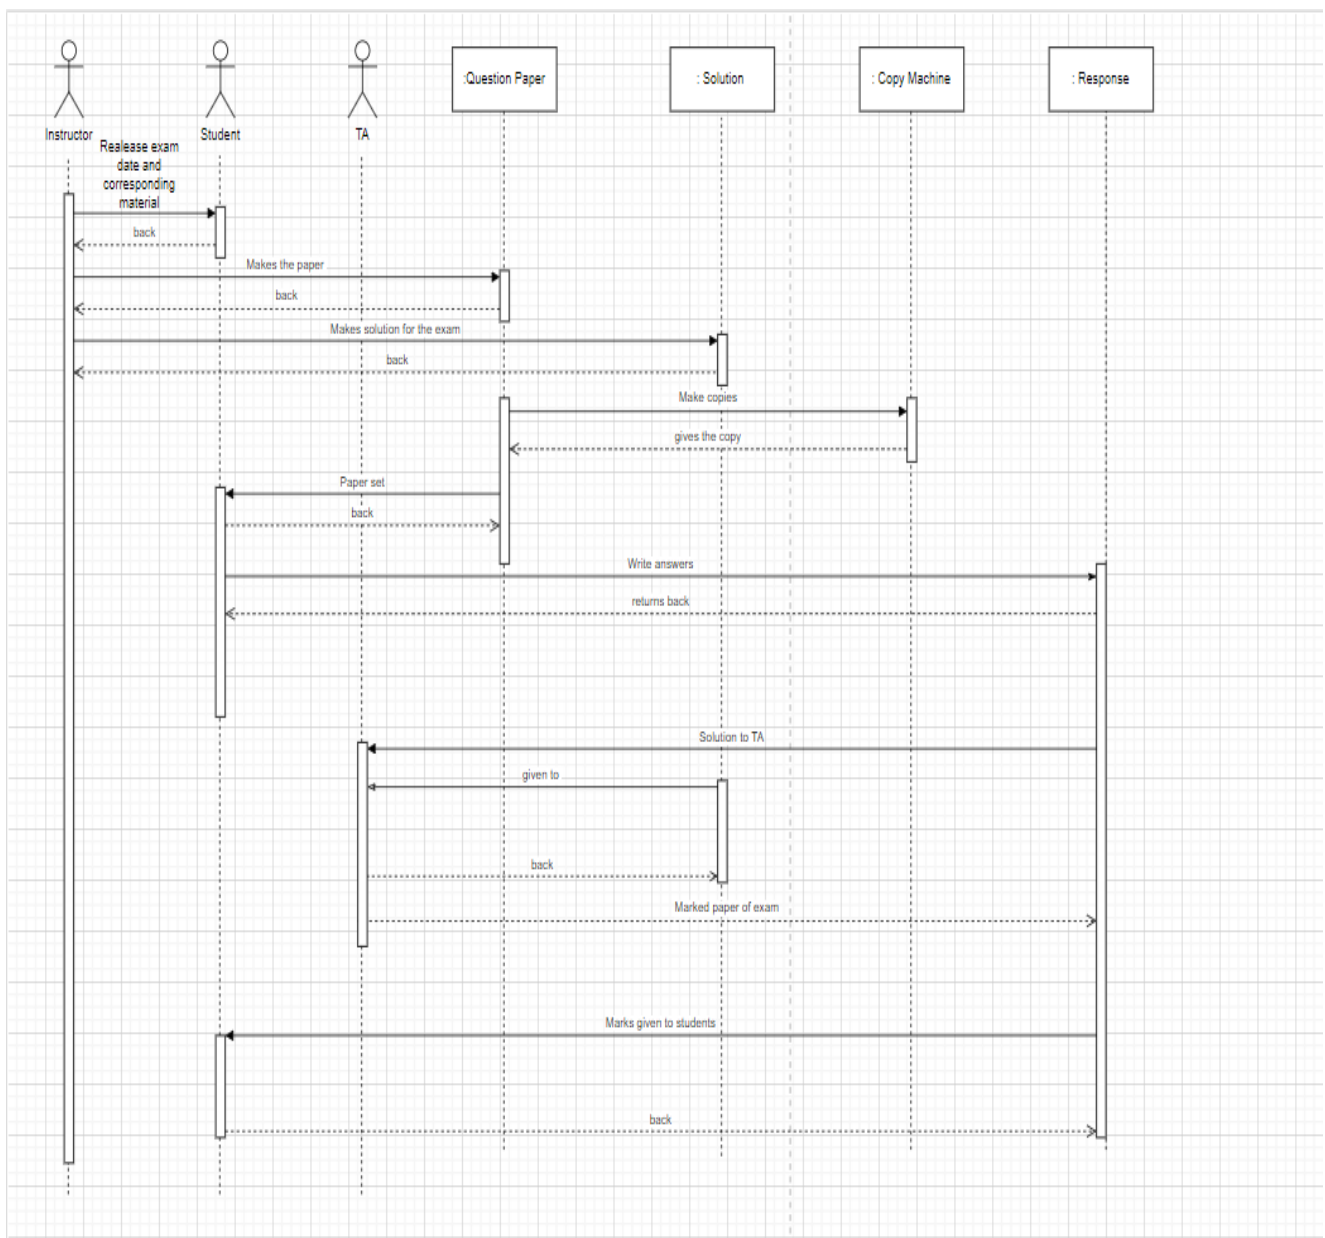 :Question Paper
: Solution
: Copy Machine
: Response
Instructor
Student
TA
Realease exam
date and
corresponding
material
back
Makes the paper
back
Makes solution for the exam
back
Make copies
gives the copy
Paper set
back
Write answers
returns back
Solution to TA
given to
back
Marked paper of exam
Marks given to students
back